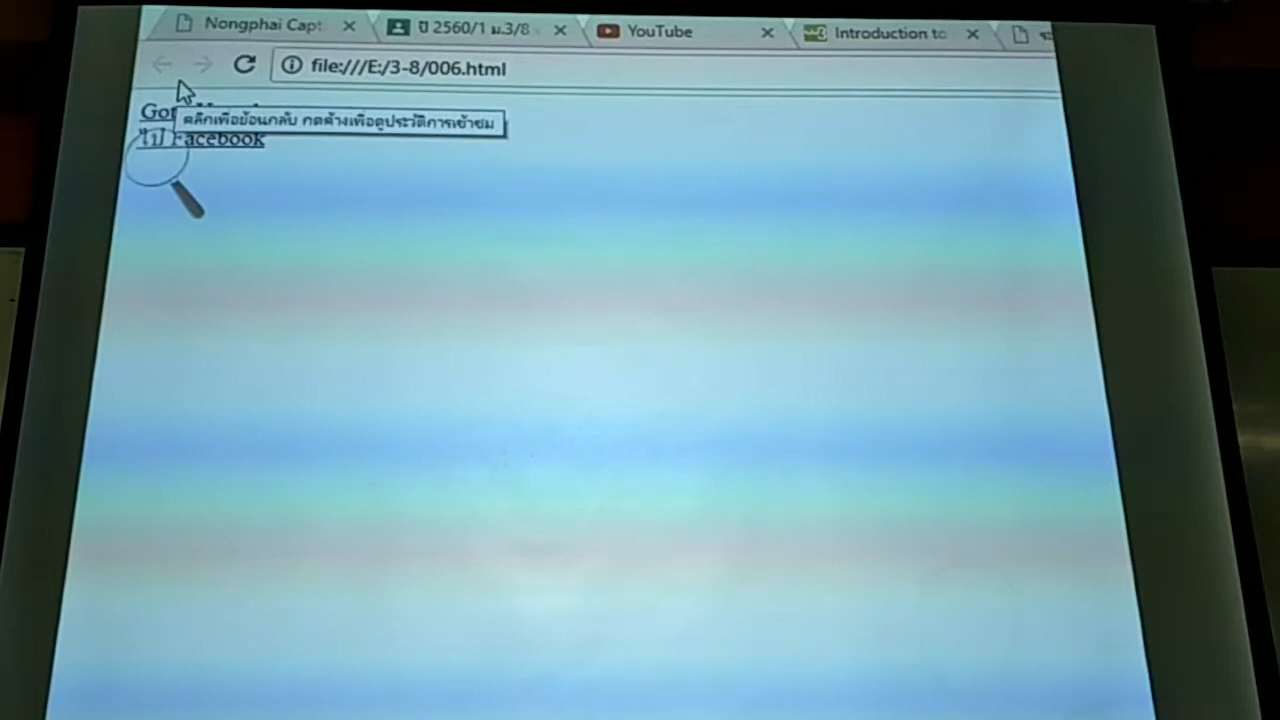 Nongphai Capt
ปี 2560/1 ม.3/8
YouTube
Introduction to
file:///E:/3-8/006.html
คลิกเพื่อย้อนกลับ กดค้างเพื่อดูประวัติการเข้าชม
ไป Facebook